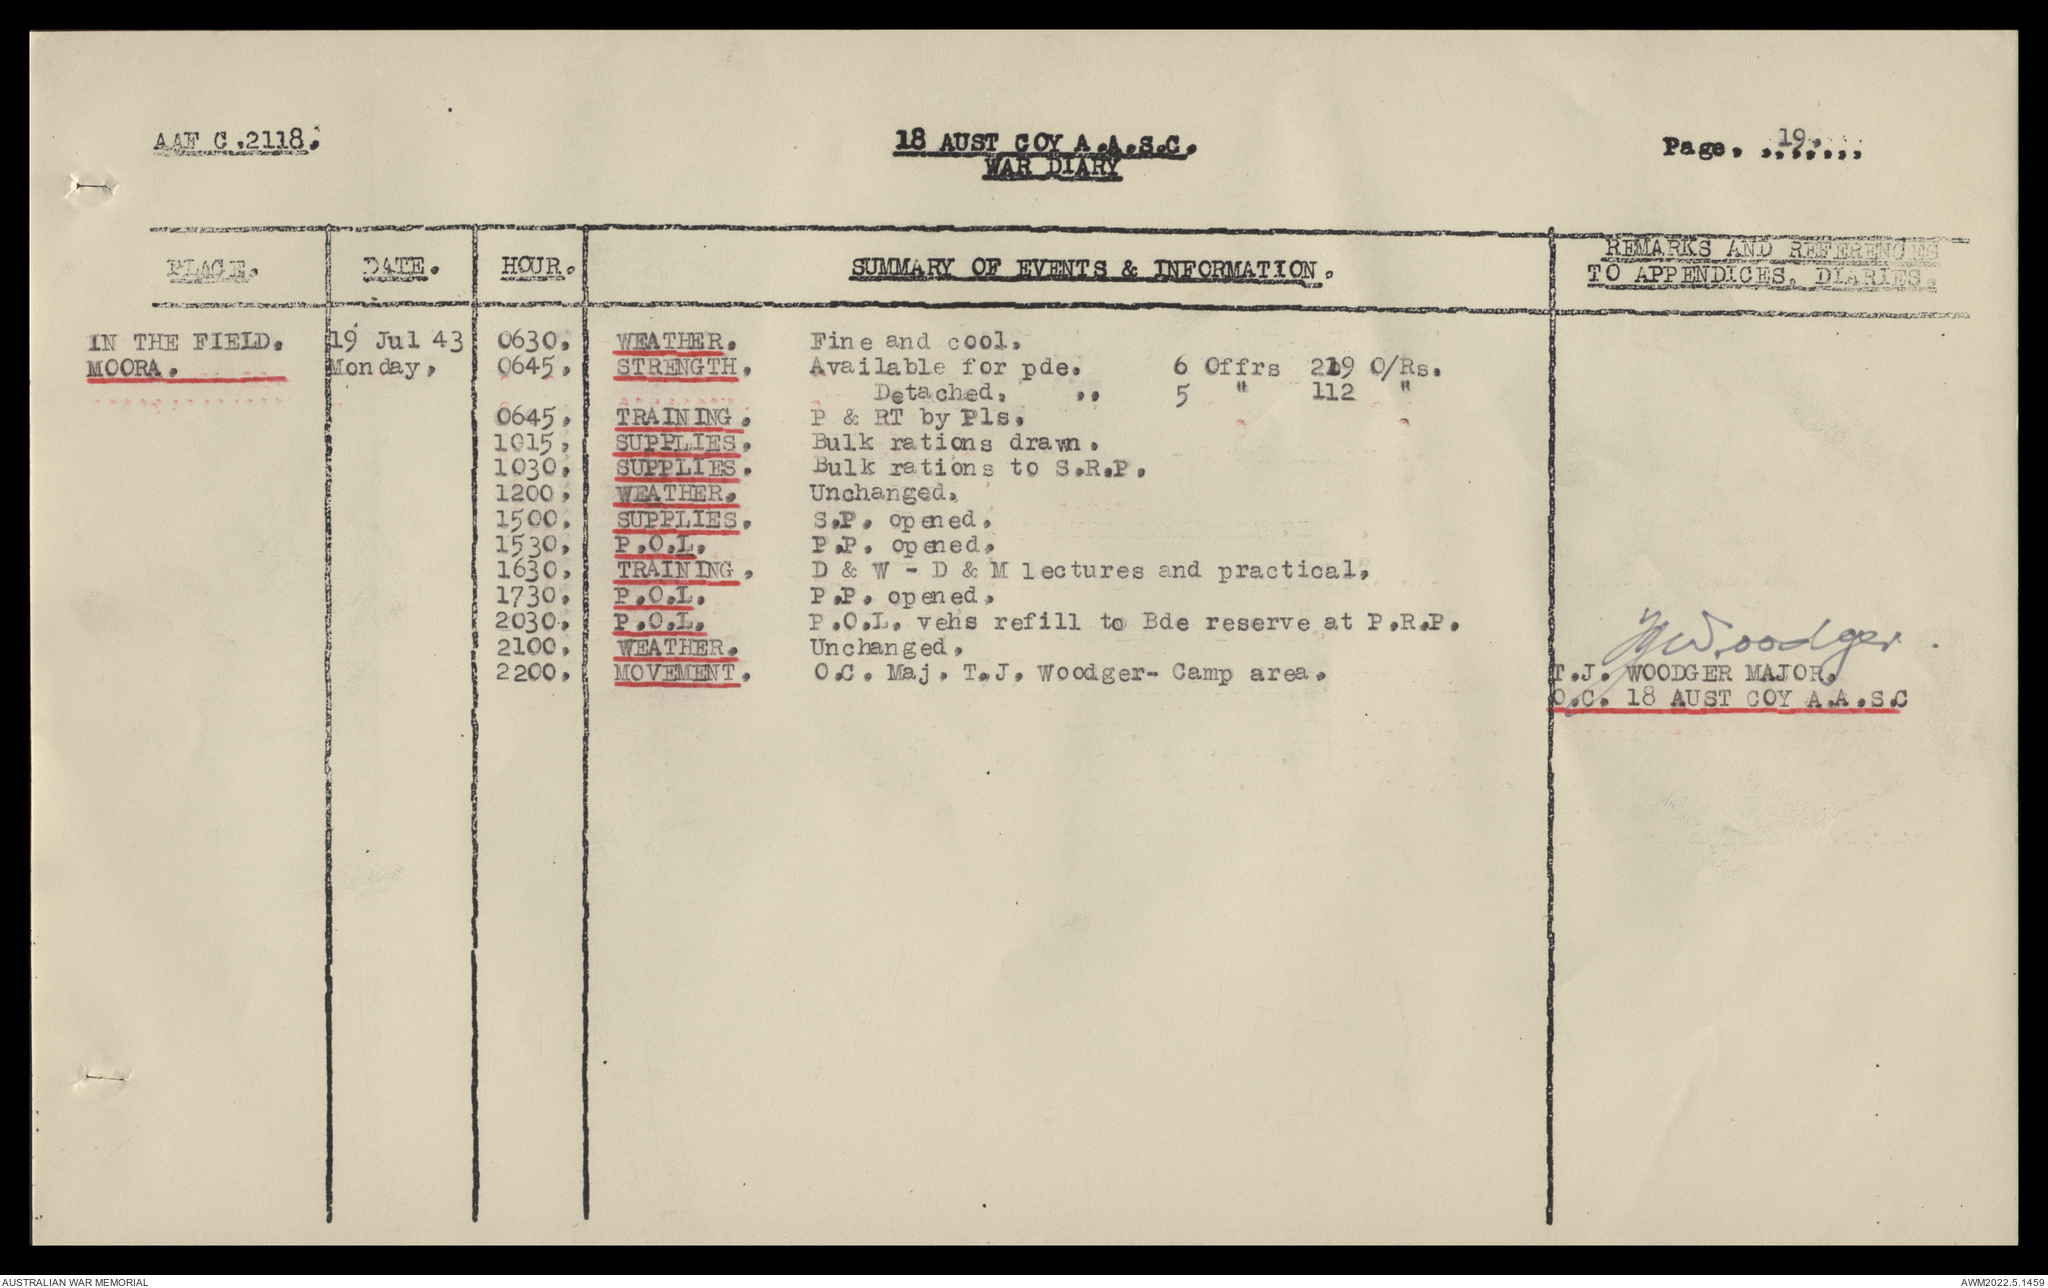 AAF C.2118.
18 AUST COY A.A.S.C.
WAR DIARY
Page. 19.
PLACE. DATE. HOUR. SUMMARY OF EVENTS & INFORMATION. REMARKS AND REFERENCES
TO APPENDICES, DIARIES.
IN THE FIELD. 19 Jul 43 0630. WEATHER. Fine and cool.
MOORA. Monday, 0645. STRENGTH. Available for pde. 6 Offrs 219 O/Rs.
Detached. ,, 5 " 112 "
0645. TRAINING. P & RT by Pls.
1015. SUPPLIES. Bulk rations drawn.
1030. SUPPLIES. Bulk rations to S.R.P.
1200. WEATHER. Unchanged.
1500. SUPPLIES. S.P. opened.
1530. P.O.L. P.P. opened.
1630. TRAINING. D & W - D & M lectures and practical.
1730. P.O.L. P.P. opened.
2030. P.O.L. P.O.L. vehs refill to Bde reserve at P.R.P.
2100. WEATHER. Unchanged.
2200. MOVEMENT. O.C. Maj. T.J. Woodger- Camp area.
TJWoodger.
T.J. WOODGER MAJOR.
O.C. 18 AUST COY A.A.S.C
AUSTRALIAN WAR MEMORIAL
AWM2022.5.1459